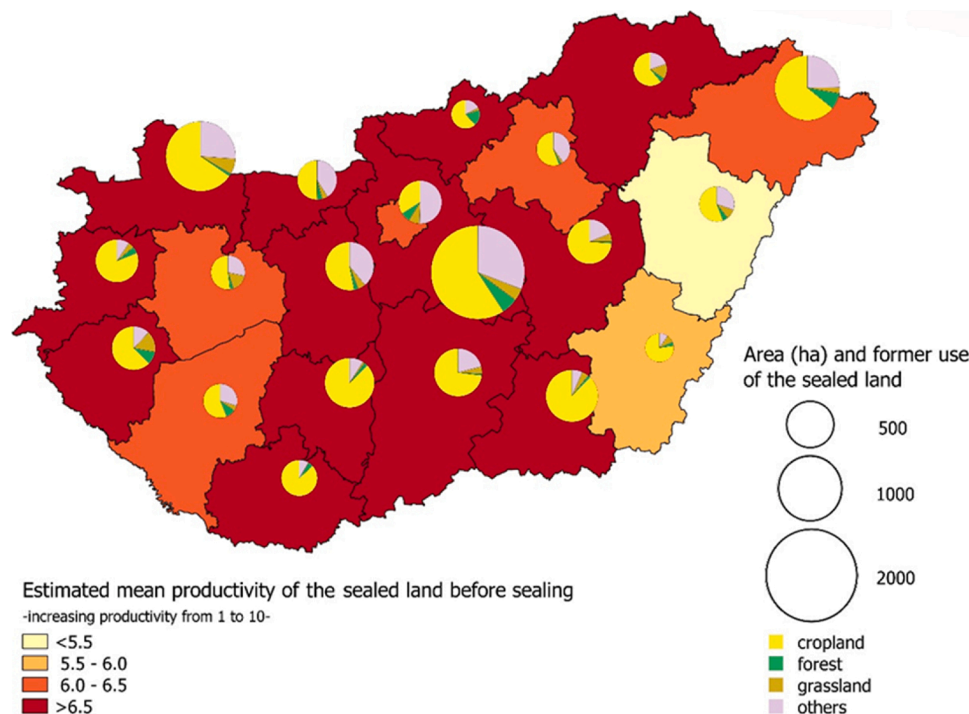 Area (ha) and former use
of the sealed land
500
1000
2000
Estimated mean productivity of the sealed land before sealing
-increasing productivity from 1 to 10-
<5.5
5.5 - 6.0
6.0 - 6.5
>6.5
cropland
forest
grassland
others